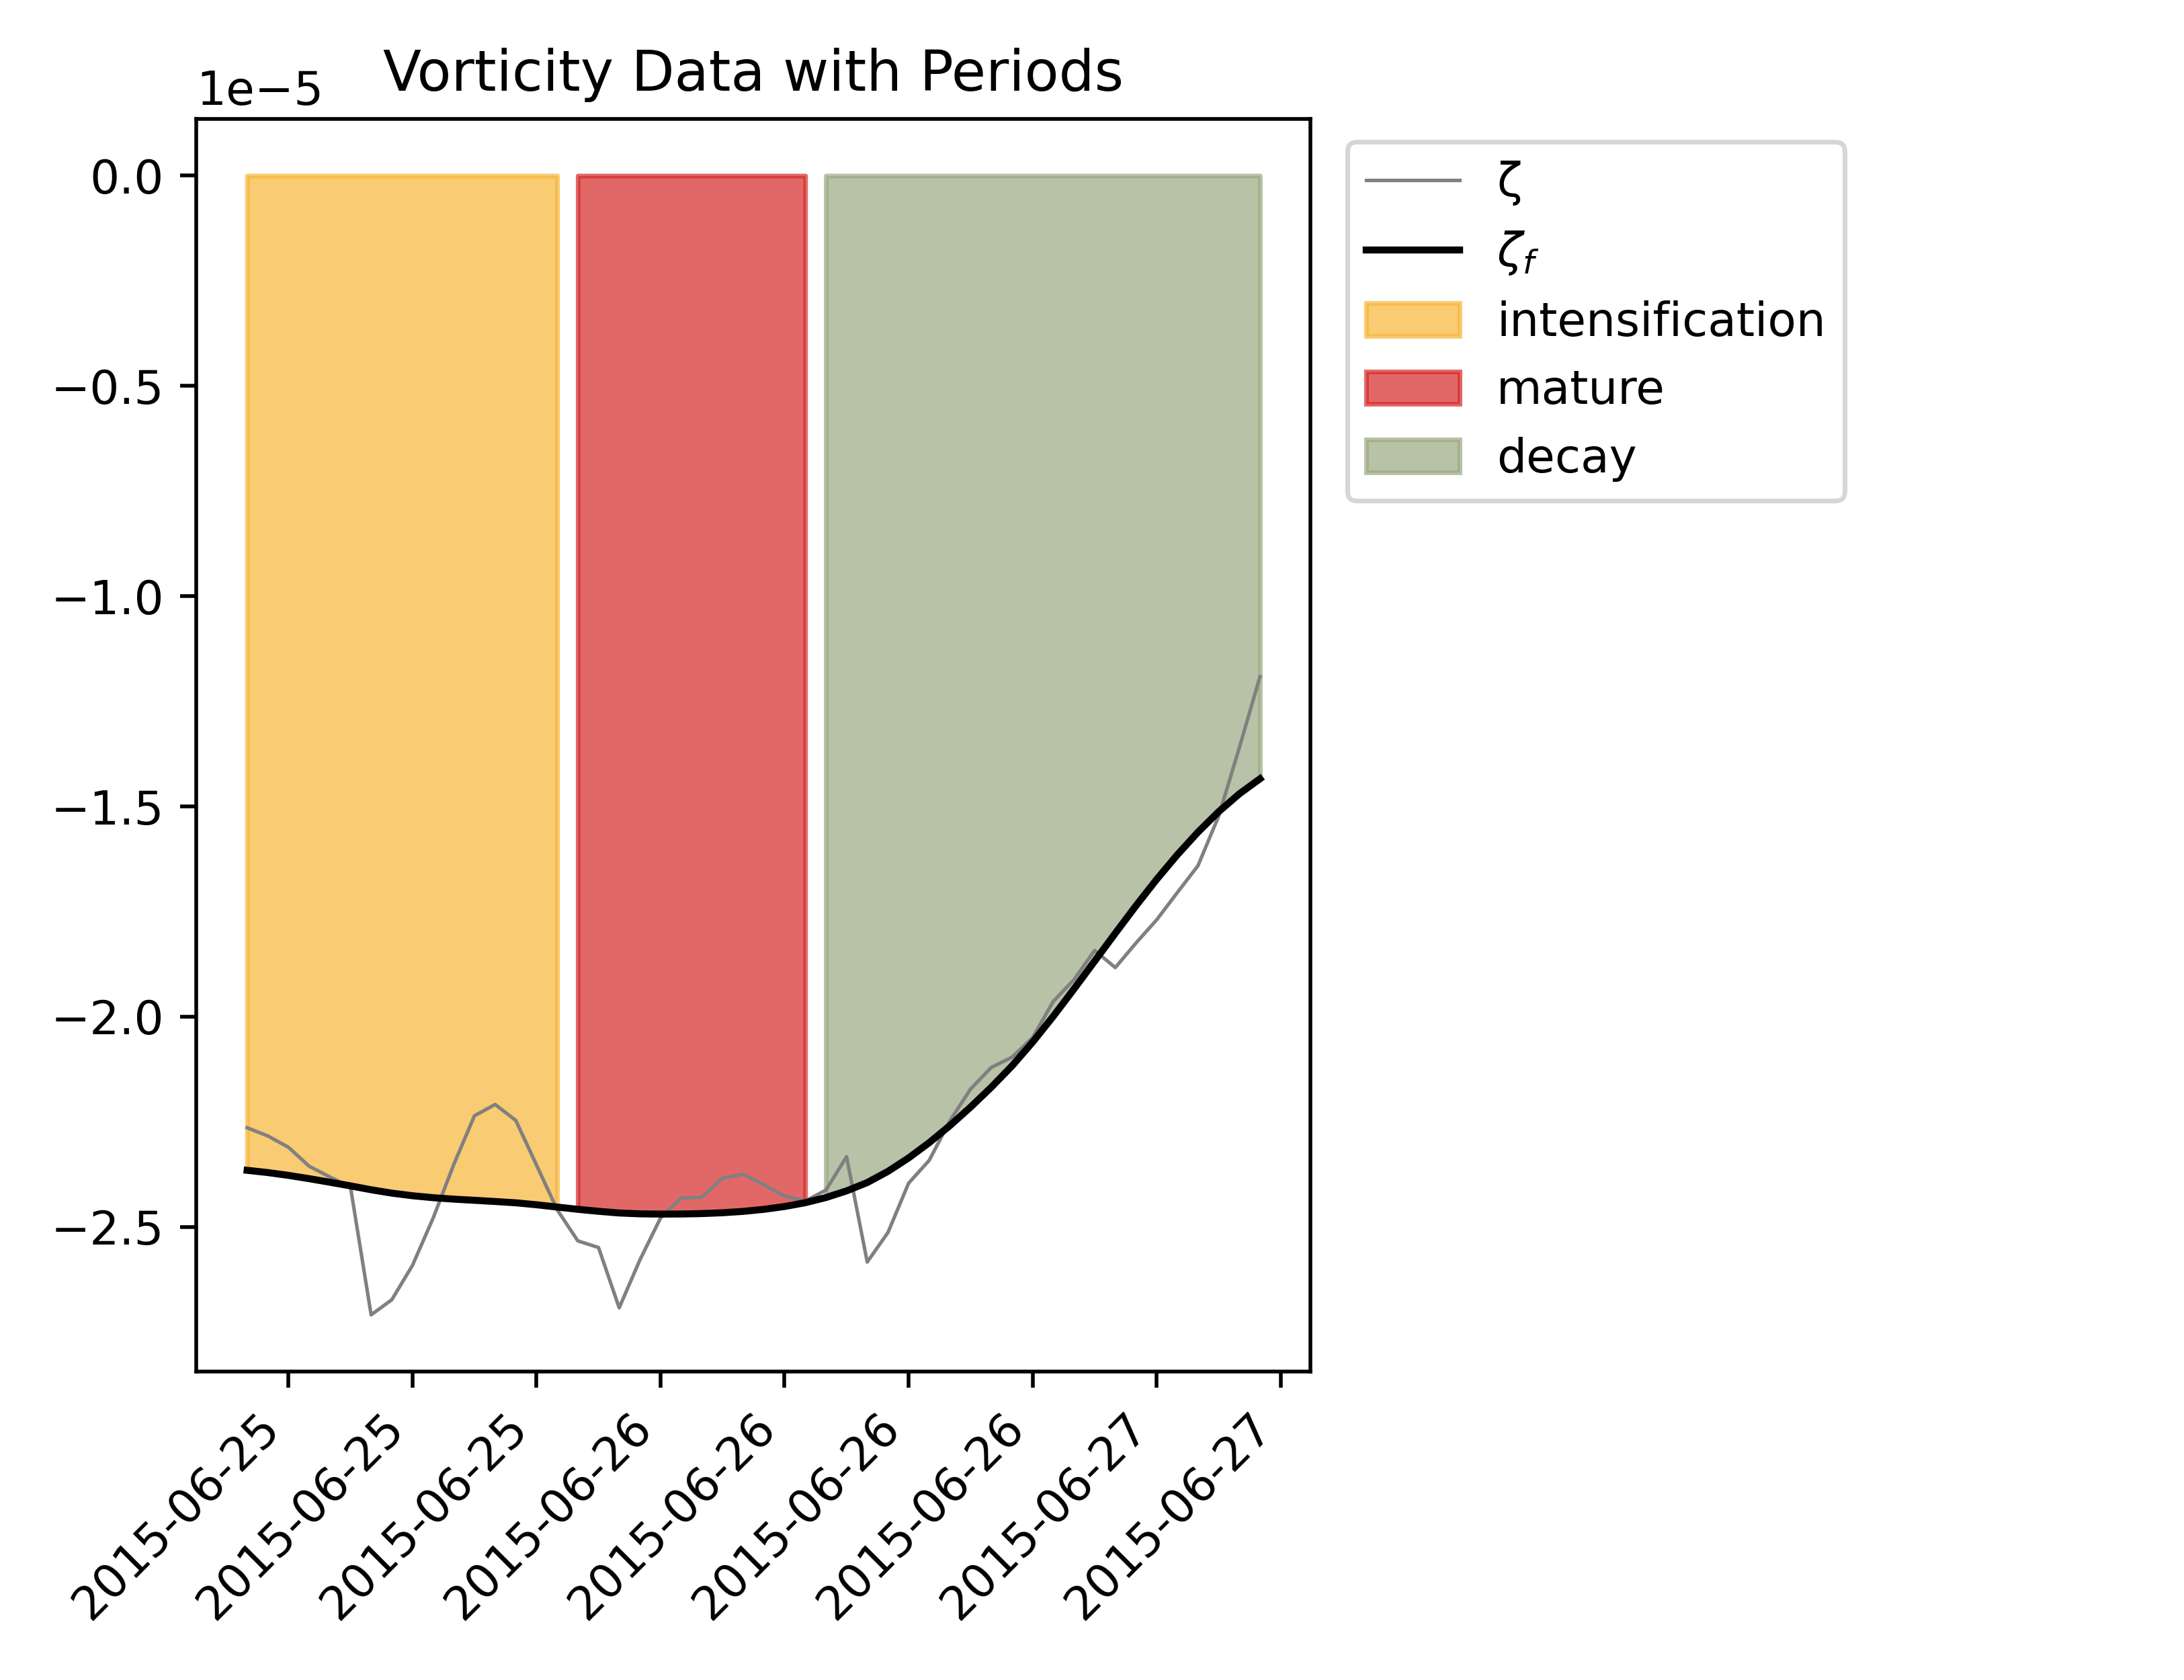 Vorticity Data with Periods
1e−5
0.0
−0.5
−1.0
−1.5
−2.0
−2.5
2015-06-25
2015-06-25
2015-06-25
2015-06-26
2015-06-26
2015-06-26
2015-06-26
2015-06-27
2015-06-27
ζ
ζf
intensification
mature
decay